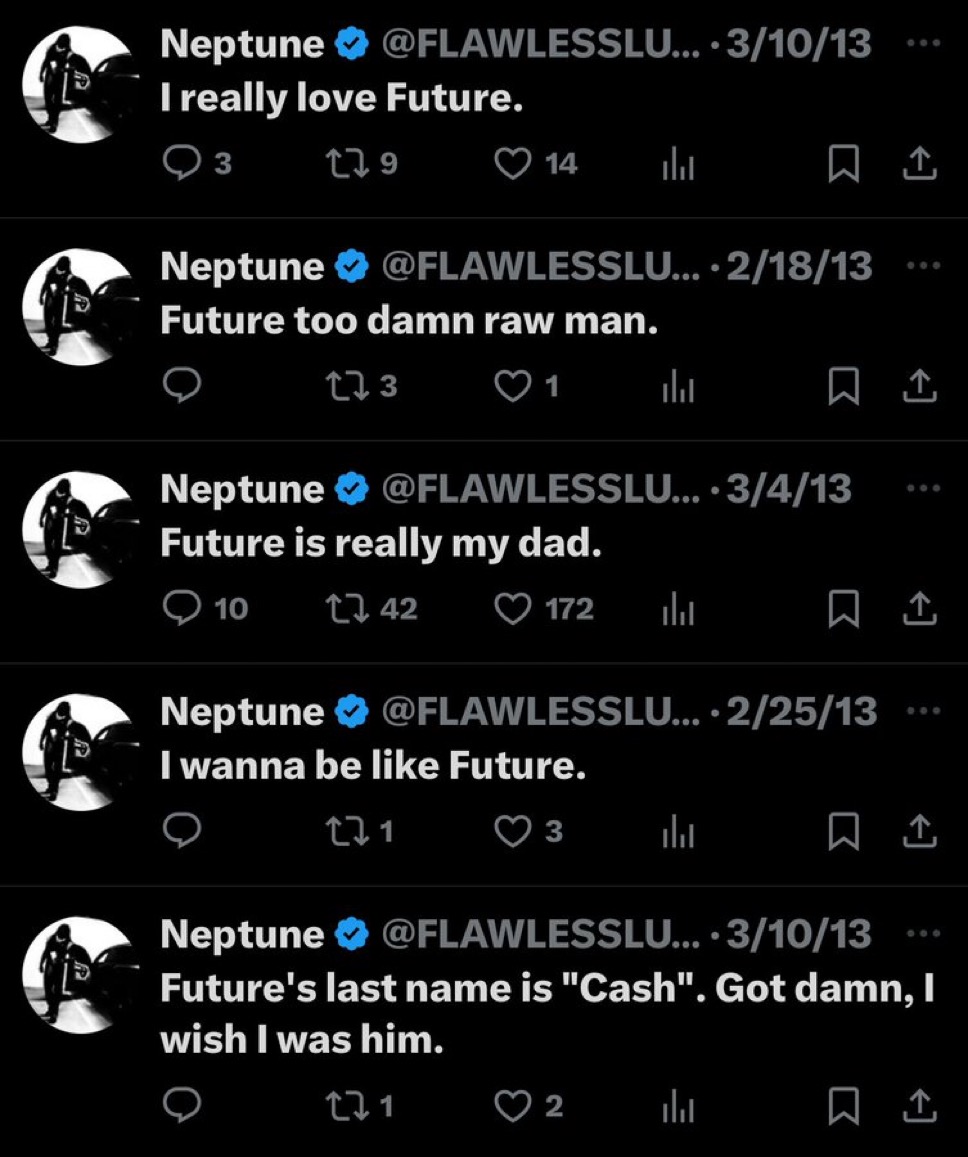 Neptune @FLAWLESSLU... · 3/10/13 ...
I really love Future.
3 9 14
Neptune @FLAWLESSLU... · 2/18/13 ...
Future too damn raw man.
3 1
Neptune @FLAWLESSLU... · 3/4/13 ...
Future is really my dad.
10 42 172
Neptune @FLAWLESSLU... · 2/25/13 ...
I wanna be like Future.
1 3
Neptune @FLAWLESSLU... · 3/10/13 ...
Future's last name is "Cash". Got damn, I
wish I was him.
1 2